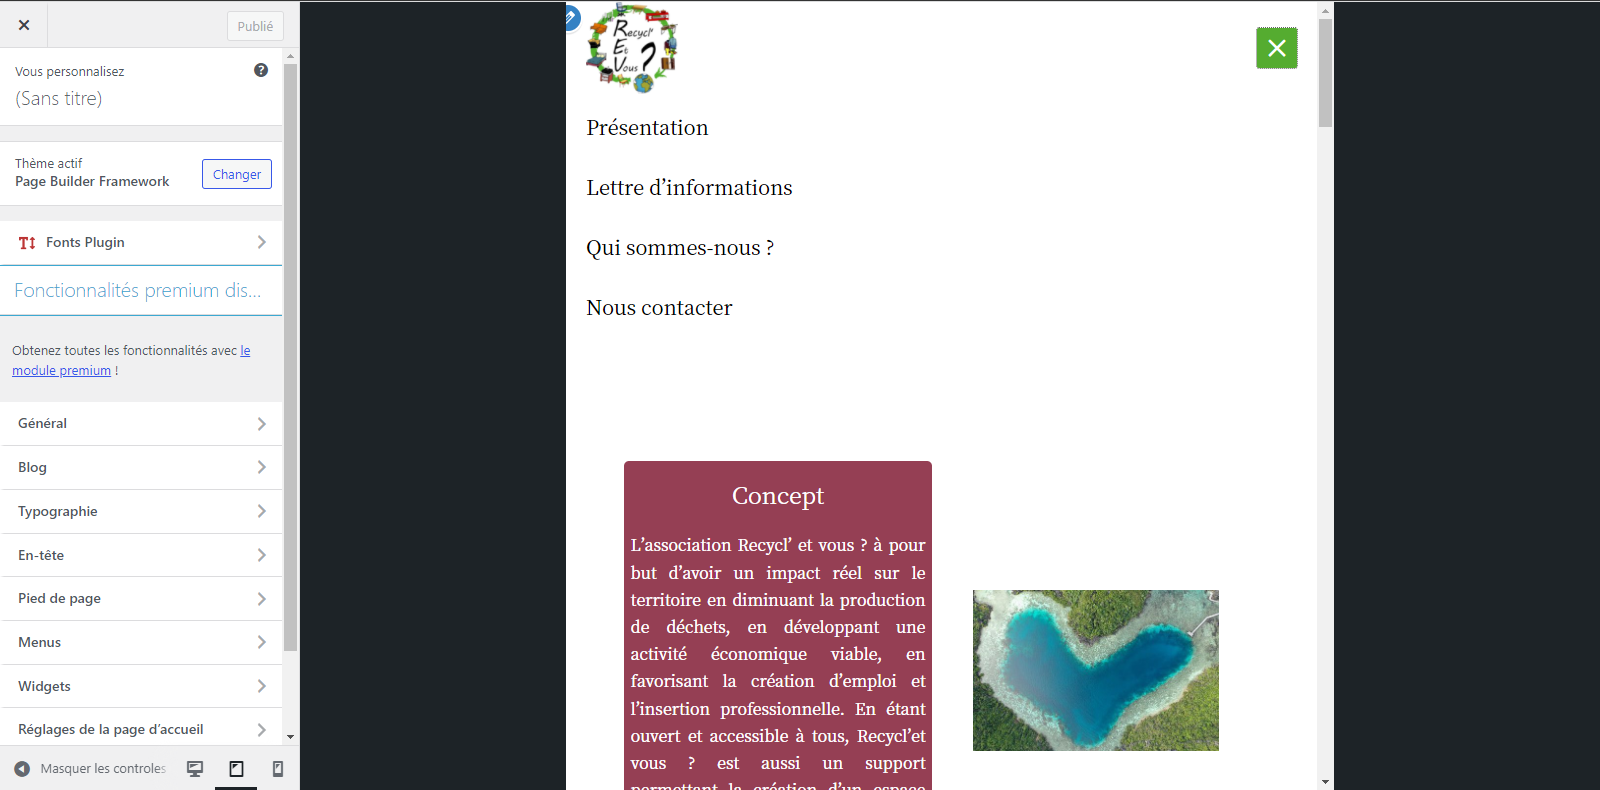 Publié
Vous personnalisez
(Sans titre)
Thème actif
Page Builder Framework
Changer
Fonts Plugin
Fonctionnalités premium dis...
Obtenez toutes les fonctionnalités avec le
module premium !
Général
Blog
Typographie
En-tête
Pied de page
Menus
Widgets
Réglages de la page d’accueil
Masquer les controles
Recycl'
Et
Vous ?
Présentation
Lettre d’informations
Qui sommes-nous ?
Nous contacter
Concept
L’association Recycl’ et vous ? à pour
but d’avoir un impact réel sur le
territoire en diminuant la production
de déchets, en développant une
activité économique viable, en
favorisant la création d’emploi et
l’insertion professionnelle. En étant
ouvert et accessible à tous, Recycl’et
vous ? est aussi un support
permettant la création d’un espace